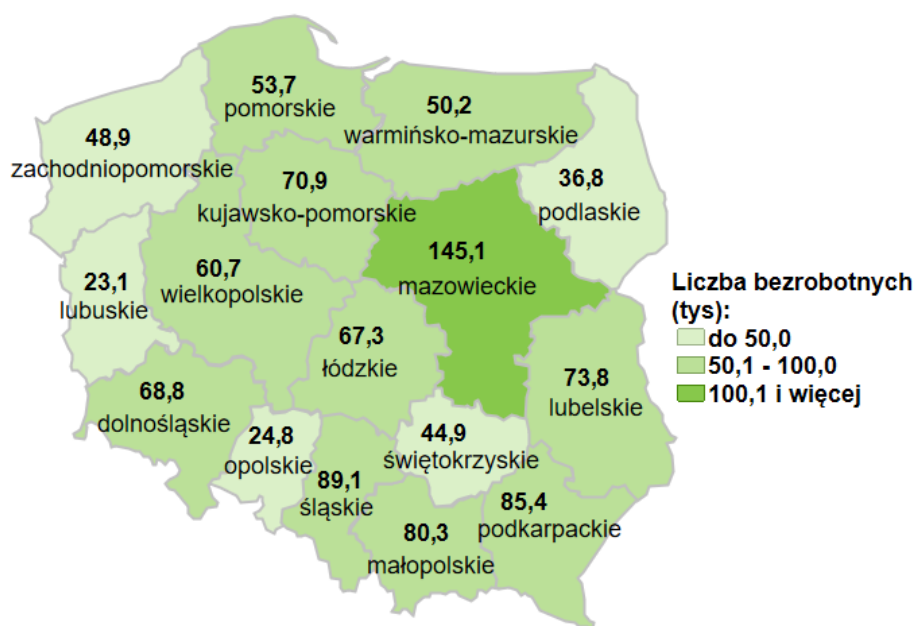 53,7
pomorskie
50,2
warmińsko-mazurskie
48,9
zachodniopomorskie
36,8
podlaskie
70,9
kujawsko-pomorskie
145,1
mazowieckie
23,1
lubuskie
60,7
wielkopolskie
67,3
łódzkie
73,8
lubelskie
68,8
dolnośląskie
24,8
opolskie
44,9
świętokrzyskie
89,1
śląskie
85,4
podkarpackie
80,3
małopolskie
Liczba bezrobotnych
(tys):
do 50,0
50,1 - 100,0
100,1 i więcej